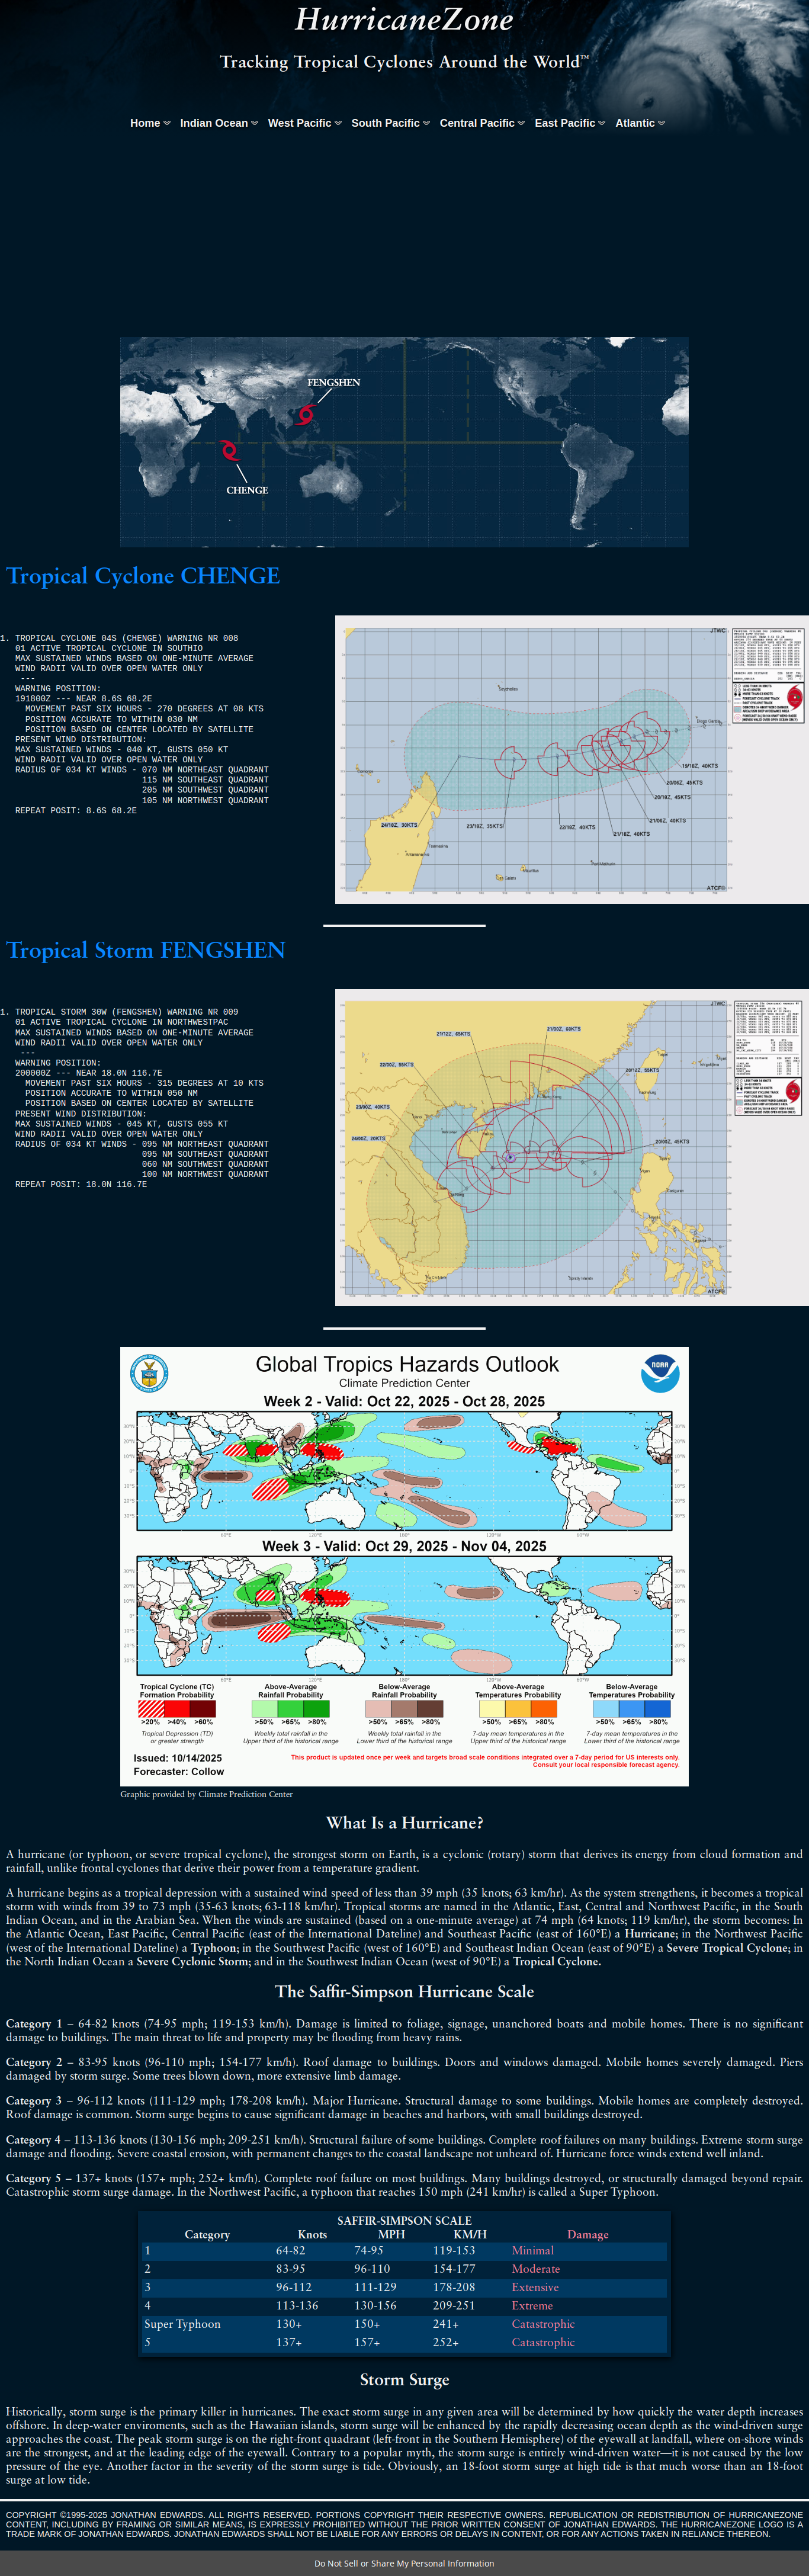 HurricaneZone
Tracking Tropical Cyclones Around the World™
Home Indian Ocean West Pacific South Pacific Central Pacific East Pacific Atlantic
FENGSHEN
CHENGE
Tropical Cyclone CHENGE
1. TROPICAL CYCLONE 04S (CHENGE) WARNING NR 008
01 ACTIVE TROPICAL CYCLONE IN SOUTHIO
MAX SUSTAINED WINDS BASED ON ONE-MINUTE AVERAGE
WIND RADII VALID OVER OPEN WATER ONLY
---
WARNING POSITION:
191800Z --- NEAR 8.6S 68.2E
MOVEMENT PAST SIX HOURS - 270 DEGREES AT 08 KTS
POSITION ACCURATE TO WITHIN 030 NM
POSITION BASED ON CENTER LOCATED BY SATELLITE
PRESENT WIND DISTRIBUTION:
MAX SUSTAINED WINDS - 040 KT, GUSTS 050 KT
WIND RADII VALID OVER OPEN WATER ONLY
RADIUS OF 034 KT WINDS - 070 NM NORTHEAST QUADRANT
115 NM SOUTHEAST QUADRANT
205 NM SOUTHWEST QUADRANT
105 NM NORTHWEST QUADRANT
REPEAT POSIT: 8.6S 68.2E
JTWC
Seychelles
Diego Garcia
19/18Z, 40KTS
20/06Z, 45KTS
20/18Z, 45KTS
21/06Z, 40KTS
21/18Z, 40KTS
22/18Z, 40KTS
23/18Z, 35KTS
24/18Z, 30KTS
Antananarivo
Port Mathurin
Mauritius
ATCF®
Tropical Storm FENGSHEN
1. TROPICAL STORM 30W (FENGSHEN) WARNING NR 009
01 ACTIVE TROPICAL CYCLONE IN NORTHWESTPAC
MAX SUSTAINED WINDS BASED ON ONE-MINUTE AVERAGE
WIND RADII VALID OVER OPEN WATER ONLY
---
WARNING POSITION:
200000Z --- NEAR 18.0N 116.7E
MOVEMENT PAST SIX HOURS - 315 DEGREES AT 10 KTS
POSITION ACCURATE TO WITHIN 050 NM
POSITION BASED ON CENTER LOCATED BY SATELLITE
PRESENT WIND DISTRIBUTION:
MAX SUSTAINED WINDS - 045 KT, GUSTS 055 KT
WIND RADII VALID OVER OPEN WATER ONLY
RADIUS OF 034 KT WINDS - 095 NM NORTHEAST QUADRANT
095 NM SOUTHEAST QUADRANT
060 NM SOUTHWEST QUADRANT
100 NM NORTHWEST QUADRANT
REPEAT POSIT: 18.0N 116.7E
JTWC
21/00Z, 60KTS
22/00Z, 55KTS
23/00Z, 40KTS
24/00Z, 20KTS
Hong Kong
ATCF®
Global Tropics Hazards Outlook
Climate Prediction Center
Week 2 - Valid: Oct 22, 2025 - Oct 28, 2025
Week 3 - Valid: Oct 29, 2025 - Nov 04, 2025
Tropical Cyclone (TC) Above-Average Below-Average Above-Average Below-Average
Formation Probability Rainfall Probability Rainfall Probability Temperatures Probability Temperatures Probability
>20% >40% >60% >50% >65% >80% >50% >65% >80% >50% >65% >80% >50% >65% >80%
Tropical Depression (TD) Weekly total rainfall in the Weekly total rainfall in the 7-day mean temperatures in the 7-day mean temperatures in the
or greater strength Upper third of the historical range Lower third of the historical range Upper third of the historical range Lower third of the historical range
Issued: 10/14/2025
Forecaster: Collow
This product is updated once per week and targets broad scale conditions integrated over a 7-day period for US interests only.
Consult your local responsible forecast agency.
Graphic provided by Climate Prediction Center
What Is a Hurricane?
A hurricane (or typhoon, or severe tropical cyclone), the strongest storm on Earth, is a cyclonic (rotary) storm that derives its energy from cloud formation and
rainfall, unlike frontal cyclones that derive their power from a temperature gradient.
A hurricane begins as a tropical depression with a sustained wind speed of less than 39 mph (35 knots; 63 km/hr). As the system strengthens, it becomes a tropical
storm with winds from 39 to 73 mph (35-63 knots; 63-118 km/hr). Tropical storms are named in the Atlantic, East, Central and Northwest Pacific, in the South
Indian Ocean, and in the Arabian Sea. When the winds are sustained (based on a one-minute average) at 74 mph (64 knots; 119 km/hr), the storm becomes: In
the Atlantic Ocean, East Pacific, Central Pacific (east of the International Dateline) and Southeast Pacific (east of 160°E) a Hurricane; in the Northwest Pacific
(west of the International Dateline) a Typhoon; in the Southwest Pacific (west of 160°E) and Southeast Indian Ocean (east of 90°E) a Severe Tropical Cyclone; in
the North Indian Ocean a Severe Cyclonic Storm; and in the Southwest Indian Ocean (west of 90°E) a Tropical Cyclone.
The Saffir-Simpson Hurricane Scale
Category 1 – 64-82 knots (74-95 mph; 119-153 km/h). Damage is limited to foliage, signage, unanchored boats and mobile homes. There is no significant
damage to buildings. The main threat to life and property may be flooding from heavy rains.
Category 2 – 83-95 knots (96-110 mph; 154-177 km/h). Roof damage to buildings. Doors and windows damaged. Mobile homes severely damaged. Piers
damaged by storm surge. Some trees blown down, more extensive limb damage.
Category 3 – 96-112 knots (111-129 mph; 178-208 km/h). Major Hurricane. Structural damage to some buildings. Mobile homes are completely destroyed.
Roof damage is common. Storm surge begins to cause significant damage in beaches and harbors, with small buildings destroyed.
Category 4 – 113-136 knots (130-156 mph; 209-251 km/h). Structural failure of some buildings. Complete roof failures on many buildings. Extreme storm surge
damage and flooding. Severe coastal erosion, with permanent changes to the coastal landscape not unheard of. Hurricane force winds extend well inland.
Category 5 – 137+ knots (157+ mph; 252+ km/h). Complete roof failure on most buildings. Many buildings destroyed, or structurally damaged beyond repair.
Catastrophic storm surge damage. In the Northwest Pacific, a typhoon that reaches 150 mph (241 km/hr) is called a Super Typhoon.
SAFFIR-SIMPSON SCALE
Category Knots MPH KM/H Damage
1 64-82 74-95 119-153 Minimal
2 83-95 96-110 154-177 Moderate
3 96-112 111-129 178-208 Extensive
4 113-136 130-156 209-251 Extreme
Super Typhoon 130+ 150+ 241+ Catastrophic
5 137+ 157+ 252+ Catastrophic
Storm Surge
Historically, storm surge is the primary killer in hurricanes. The exact storm surge in any given area will be determined by how quickly the water depth increases
offshore. In deep-water enviroments, such as the Hawaiian islands, storm surge will be enhanced by the rapidly decreasing ocean depth as the wind-driven surge
approaches the coast. The peak storm surge is on the right-front quadrant (left-front in the Southern Hemisphere) of the eyewall at landfall, where on-shore winds
are the strongest, and at the leading edge of the eyewall. Contrary to a popular myth, the storm surge is entirely wind-driven water—it is not caused by the low
pressure of the eye. Another factor in the severity of the storm surge is tide. Obviously, an 18-foot storm surge at high tide is that much worse than an 18-foot
surge at low tide.
COPYRIGHT ©1995-2025 JONATHAN EDWARDS. ALL RIGHTS RESERVED. PORTIONS COPYRIGHT THEIR RESPECTIVE OWNERS. REPUBLICATION OR REDISTRIBUTION OF HURRICANEZONE
CONTENT, INCLUDING BY FRAMING OR SIMILAR MEANS, IS EXPRESSLY PROHIBITED WITHOUT THE PRIOR WRITTEN CONSENT OF JONATHAN EDWARDS. THE HURRICANEZONE LOGO IS A
TRADE MARK OF JONATHAN EDWARDS. JONATHAN EDWARDS SHALL NOT BE LIABLE FOR ANY ERRORS OR DELAYS IN CONTENT, OR FOR ANY ACTIONS TAKEN IN RELIANCE THEREON.
Do Not Sell or Share My Personal Information